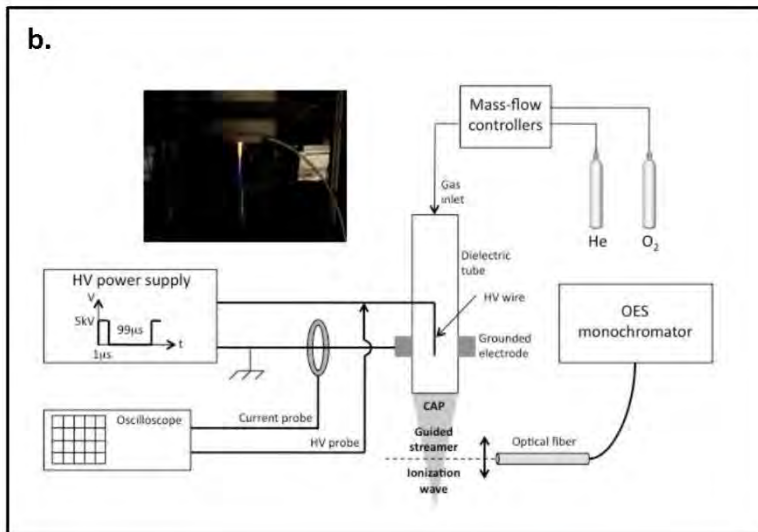 b.
Mass-flow
controllers
Gas
inlet
He
O₂
Dielectric
tube
HV power supply
V
5kV
99µs
t
1µs
HV wire
OES
monochromator
Grounded
electrode
Oscilloscope
Current probe
HV probe
CAP
Guided
streamer
Optical fiber
Ionization
wave